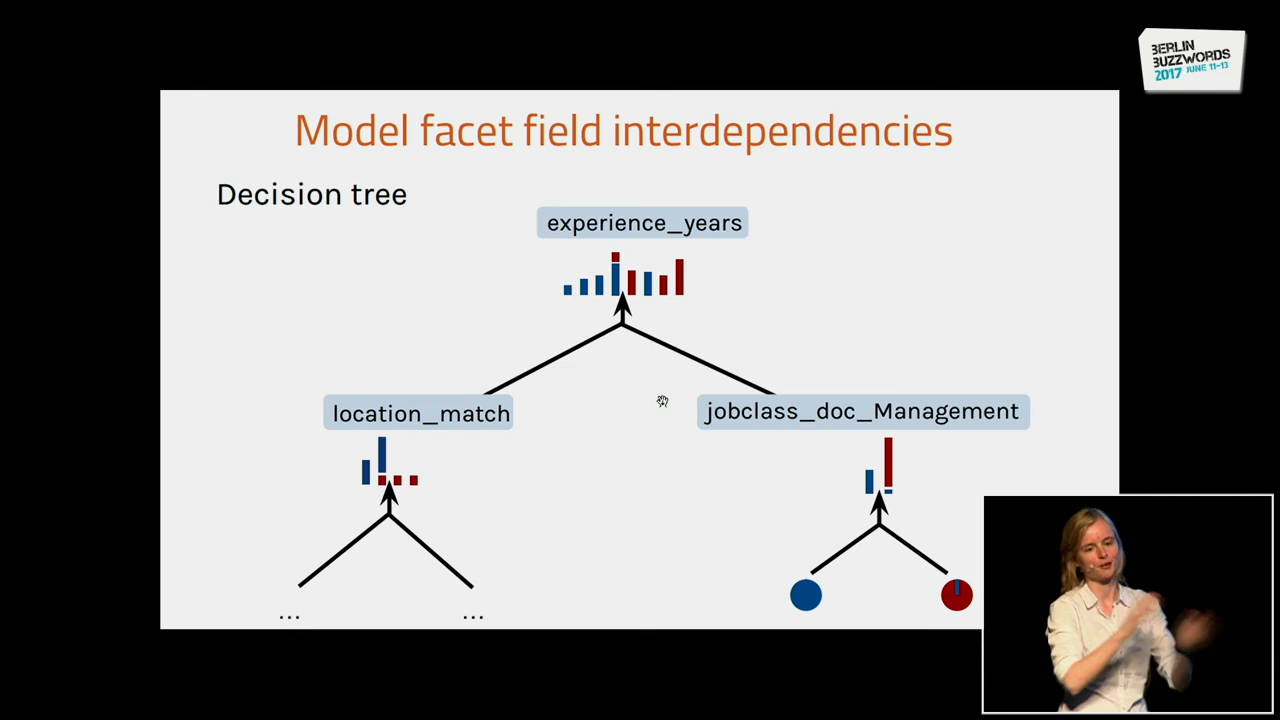 BERLIN
BUZZWORDS
2017 JUNE 11-13
Model facet field interdependencies
Decision tree
experience_years
location_match
jobclass_doc_Management
...
...